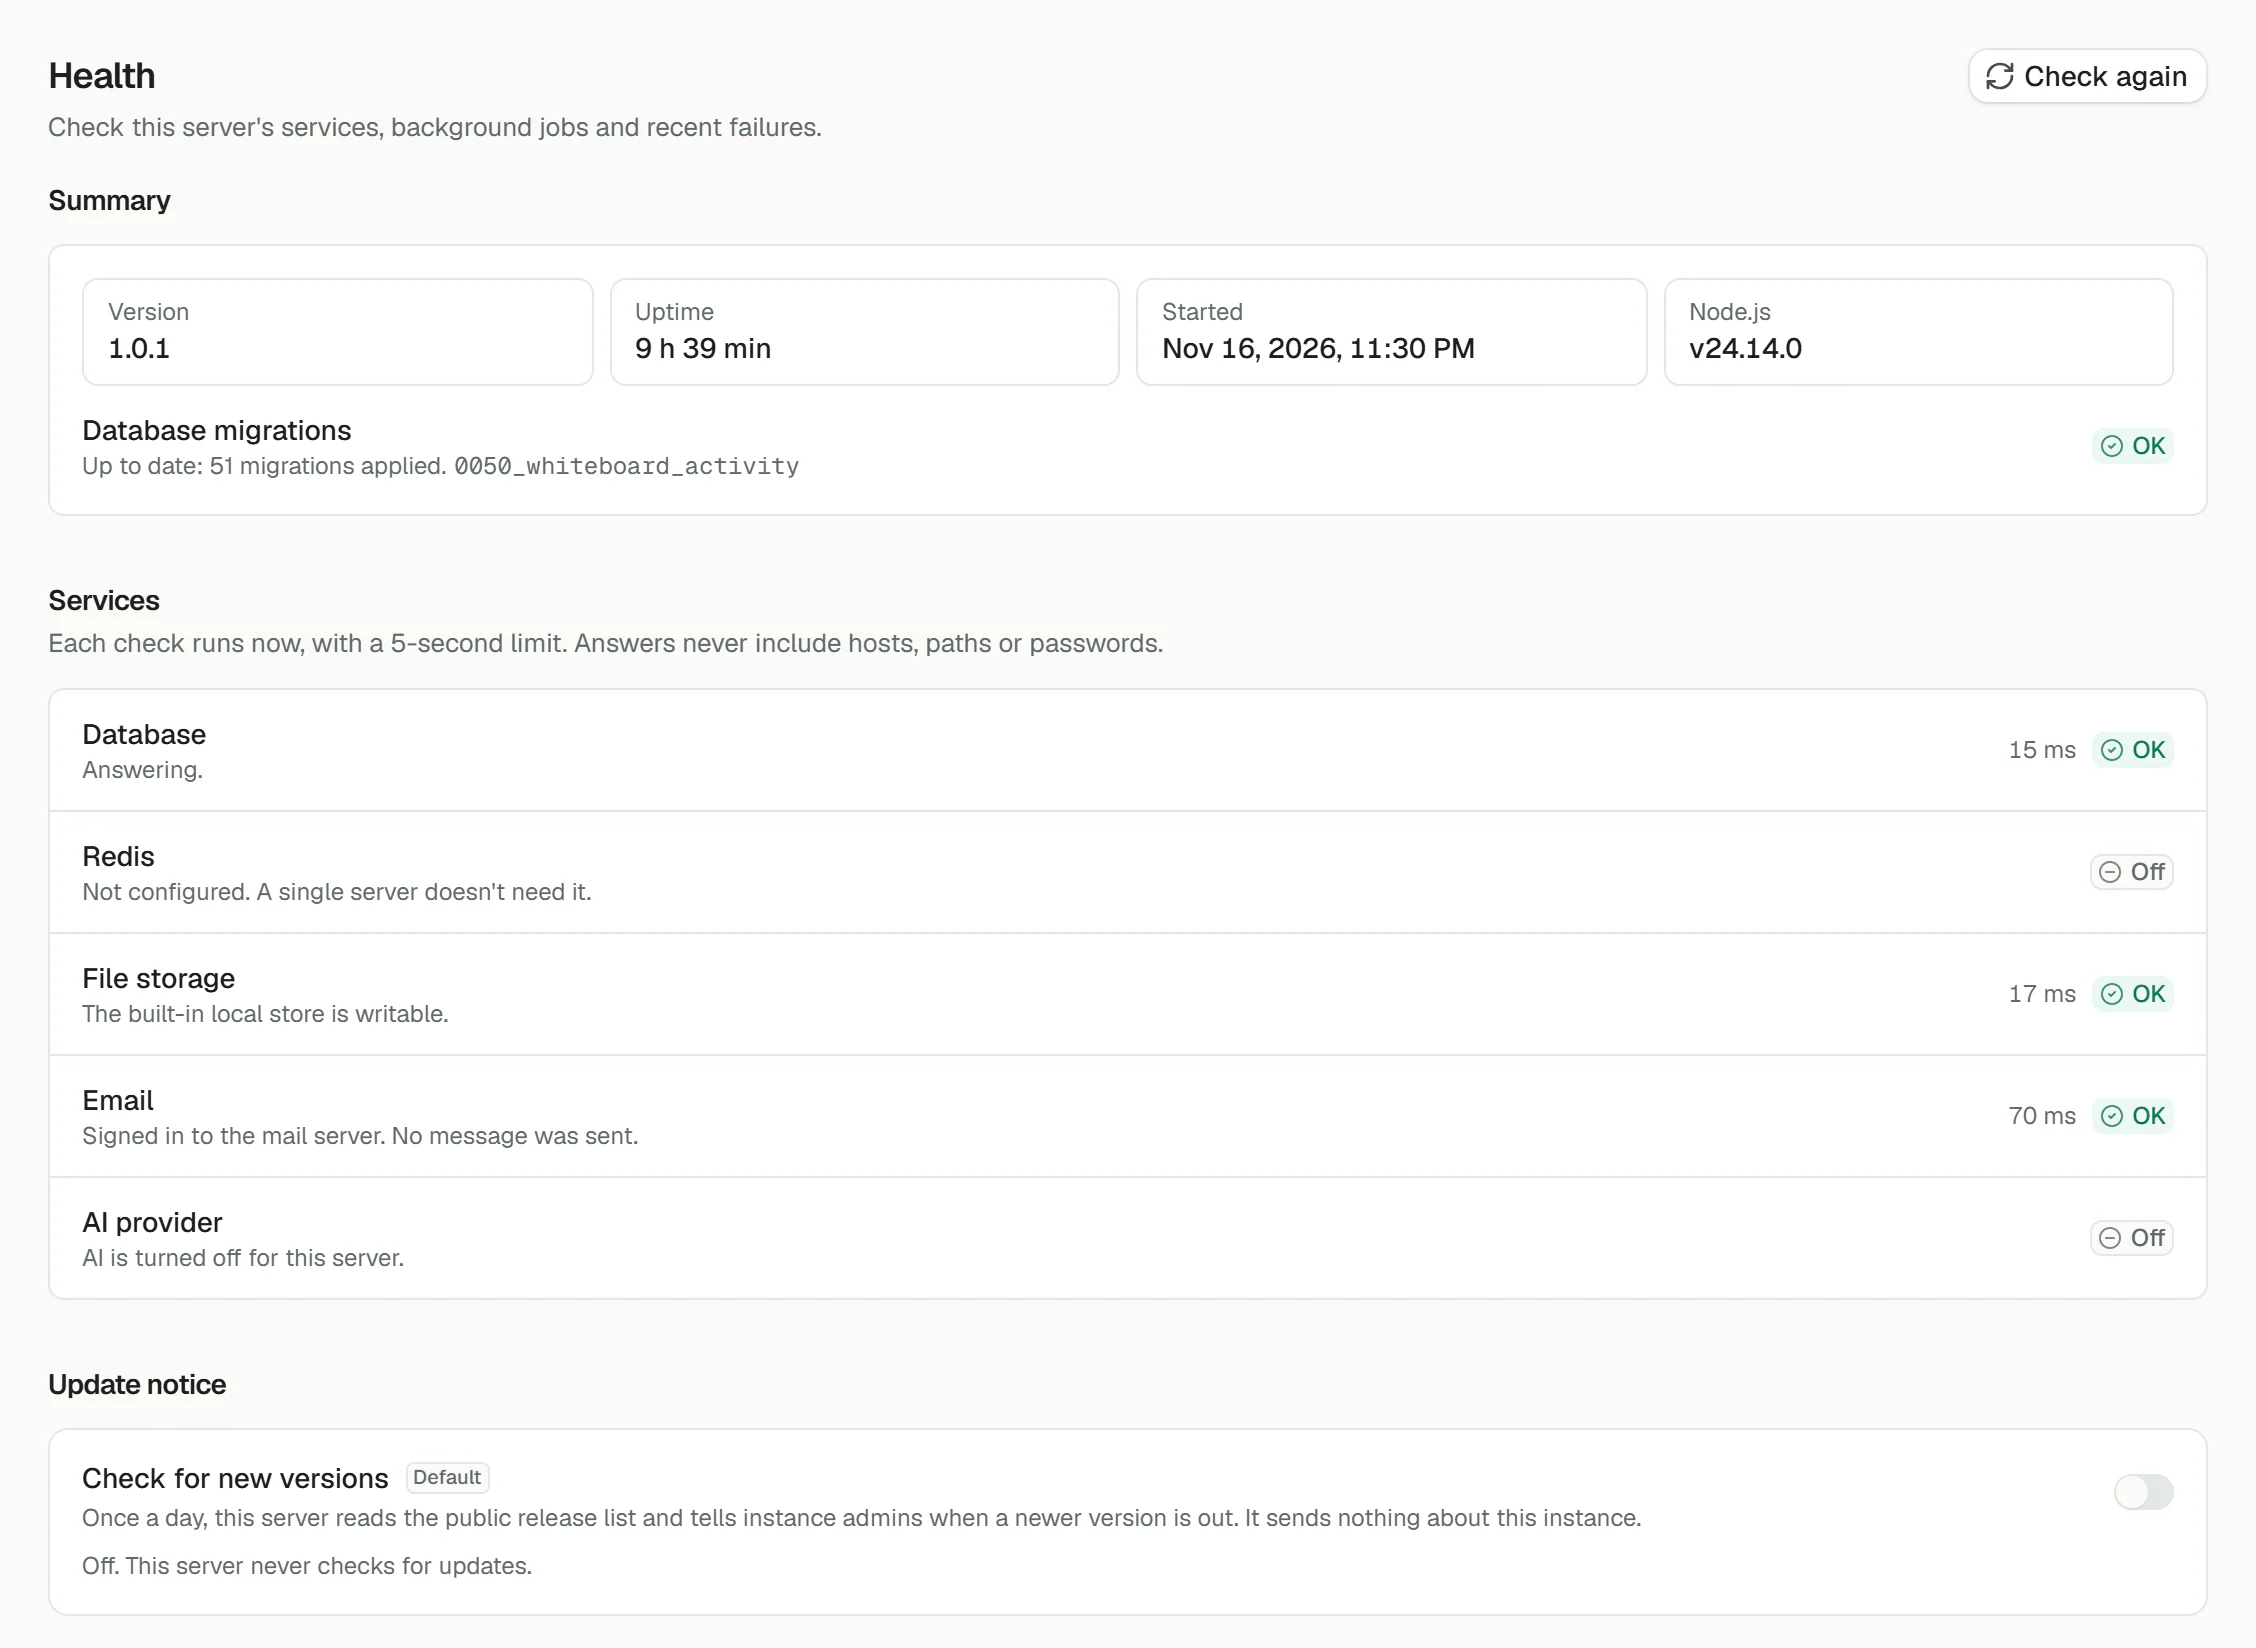 Health
Check again
Check this server's services, background jobs and recent failures.
Summary
Version
1.0.1
Uptime
9 h 39 min
Started
Nov 16, 2026, 11:30 PM
Node.js
v24.14.0
Database migrations
Up to date: 51 migrations applied. 0050_whiteboard_activity
OK
Services
Each check runs now, with a 5-second limit. Answers never include hosts, paths or passwords.
Database
Answering.
15 ms OK
Redis
Not configured. A single server doesn't need it.
Off
File storage
The built-in local store is writable.
17 ms OK
Email
Signed in to the mail server. No message was sent.
70 ms OK
AI provider
AI is turned off for this server.
Off
Update notice
Check for new versions Default
Once a day, this server reads the public release list and tells instance admins when a newer version is out. It sends nothing about this instance.
Off. This server never checks for updates.